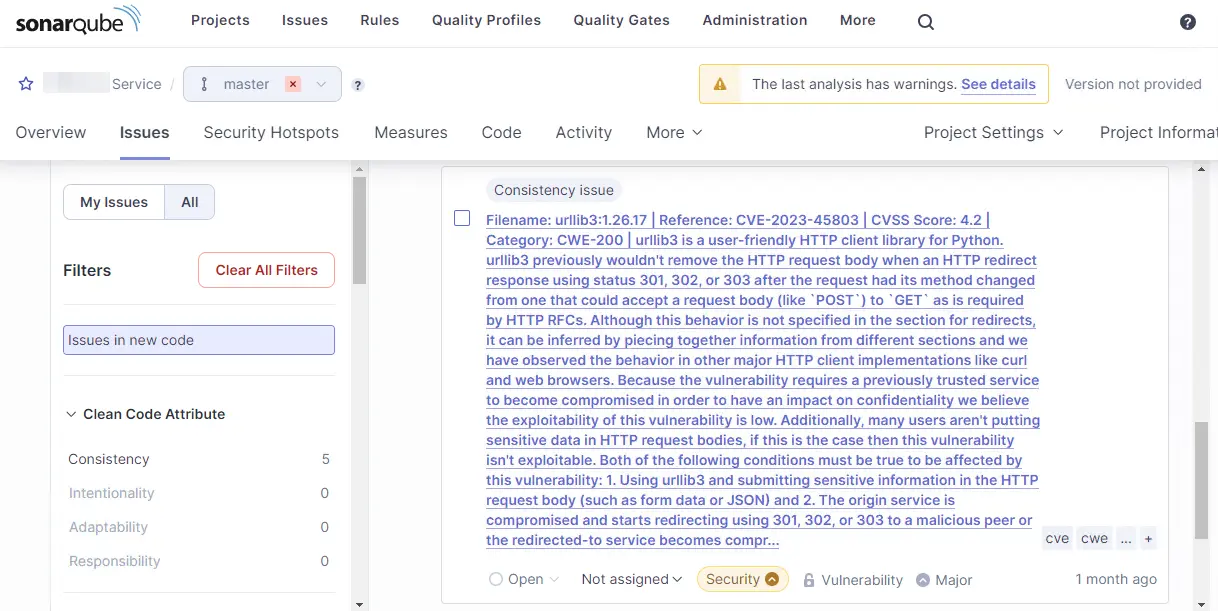 sonarqube Projects Issues Rules Quality Profiles Quality Gates Administration More ?
Service / master × ? The last analysis has warnings. See details Version not provided
Overview Issues Security Hotspots Measures Code Activity More Project Settings Project Informat
My Issues All
Filters Clear All Filters
Issues in new code
Clean Code Attribute
Consistency 5
Intentionality 0
Adaptability 0
Responsibility 0
Consistency issue
Filename: urllib3:1.26.17 | Reference: CVE-2023-45803 | CVSS Score: 4.2 |
Category: CWE-200 | urllib3 is a user-friendly HTTP client library for Python.
urllib3 previously wouldn't remove the HTTP request body when an HTTP redirect
response using status 301, 302, or 303 after the request had its method changed
from one that could accept a request body (like `POST`) to `GET` as is required
by HTTP RFCs. Although this behavior is not specified in the section for redirects,
it can be inferred by piecing together information from different sections and we
have observed the behavior in other major HTTP client implementations like curl
and web browsers. Because the vulnerability requires a previously trusted service
to become compromised in order to have an impact on confidentiality we believe
the exploitability of this vulnerability is low. Additionally, many users aren't putting
sensitive data in HTTP request bodies, if this is the case then this vulnerability
isn't exploitable. Both of the following conditions must be true to be affected by
this vulnerability: 1. Using urllib3 and submitting sensitive information in the HTTP
request body (such as form data or JSON) and 2. The origin service is
compromised and starts redirecting using 301, 302, or 303 to a malicious peer or
the redirected-to service becomes compr...
cve cwe ... +
Open Not assigned Security Vulnerability Major 1 month ago